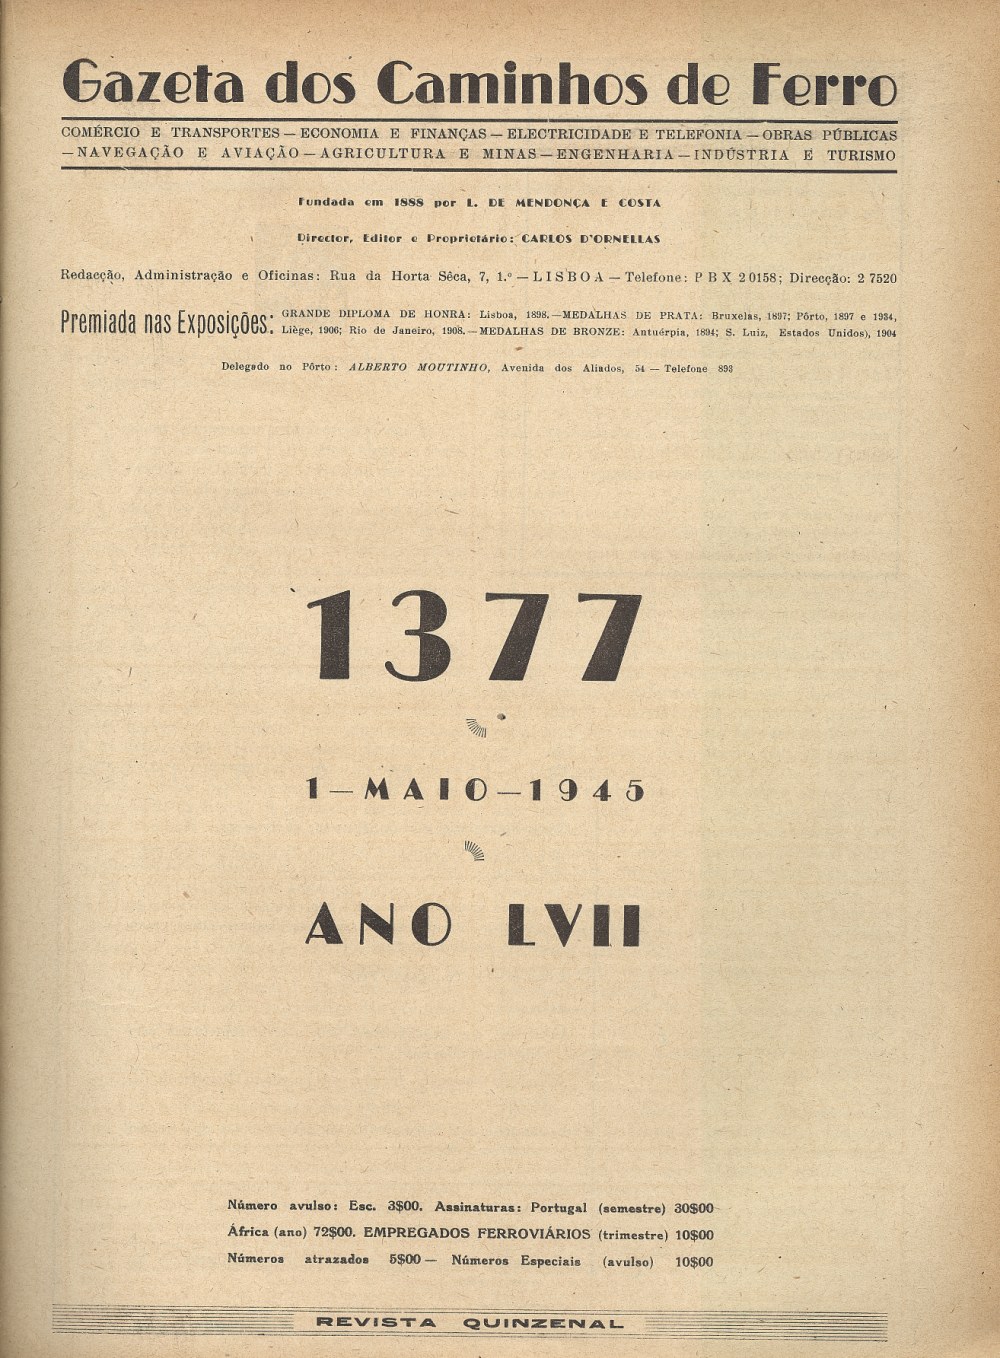 Gazeta dos Caminhos de Ferro
COMÉRCIO E TRANSPORTES — ECONOMIA E FINANÇAS — ELECTRICIDADE E TELEFONIA — OBRAS PÚBLICAS
— NAVEGAÇÃO E AVIAÇÃO — AGRICULTURA E MINAS — ENGENHARIA — INDÚSTRIA E TURISMO
Fundada em 1888 por L. DE MENDONÇA E COSTA
Director, Editor e Proprietário: CARLOS D'ORNELLAS
Redacção, Administração e Oficinas: Rua da Horta Sêca, 7, 1.º — LISBOA — Telefone: P B X 2 0158; Direcção: 2 7520
Premiada nas Exposições:
GRANDE DIPLOMA DE HONRA: Lisboa, 1898. — MEDALHAS DE PRATA: Bruxelas, 1897; Pôrto, 1897 e 1934,
Liège, 1906; Rio de Janeiro, 1908. — MEDALHAS DE BRONZE: Antuérpia, 1894; S. Luiz, Estados Unidos), 1904
Delegado no Pôrto: ALBERTO MOUTINHO, Avenida dos Aliados, 54 — Telefone 893
1377
1 — MAIO — 1945
ANO LVII
Número avulso: Esc. 3$00. Assinaturas: Portugal (semestre) 30$00
África (ano) 72$00. EMPREGADOS FERROVIÁRIOS (trimestre) 10$00
Números atrazados 5$00 — Números Especiais (avulso) 10$00
REVISTA QUINZENAL